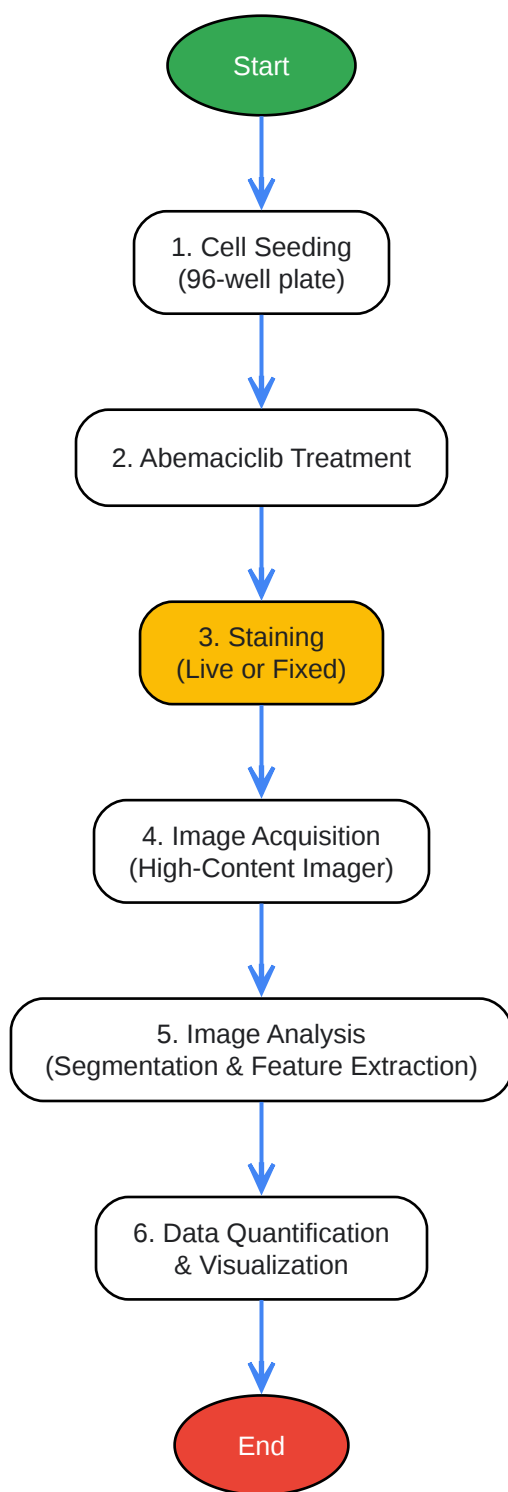 Start
1. Cell Seeding
(96-well plate)
2. Abemaciclib Treatment
3. Staining
(Live or Fixed)
4. Image Acquisition
(High-Content Imager)
5. Image Analysis
(Segmentation & Feature Extraction)
6. Data Quantification
& Visualization
End